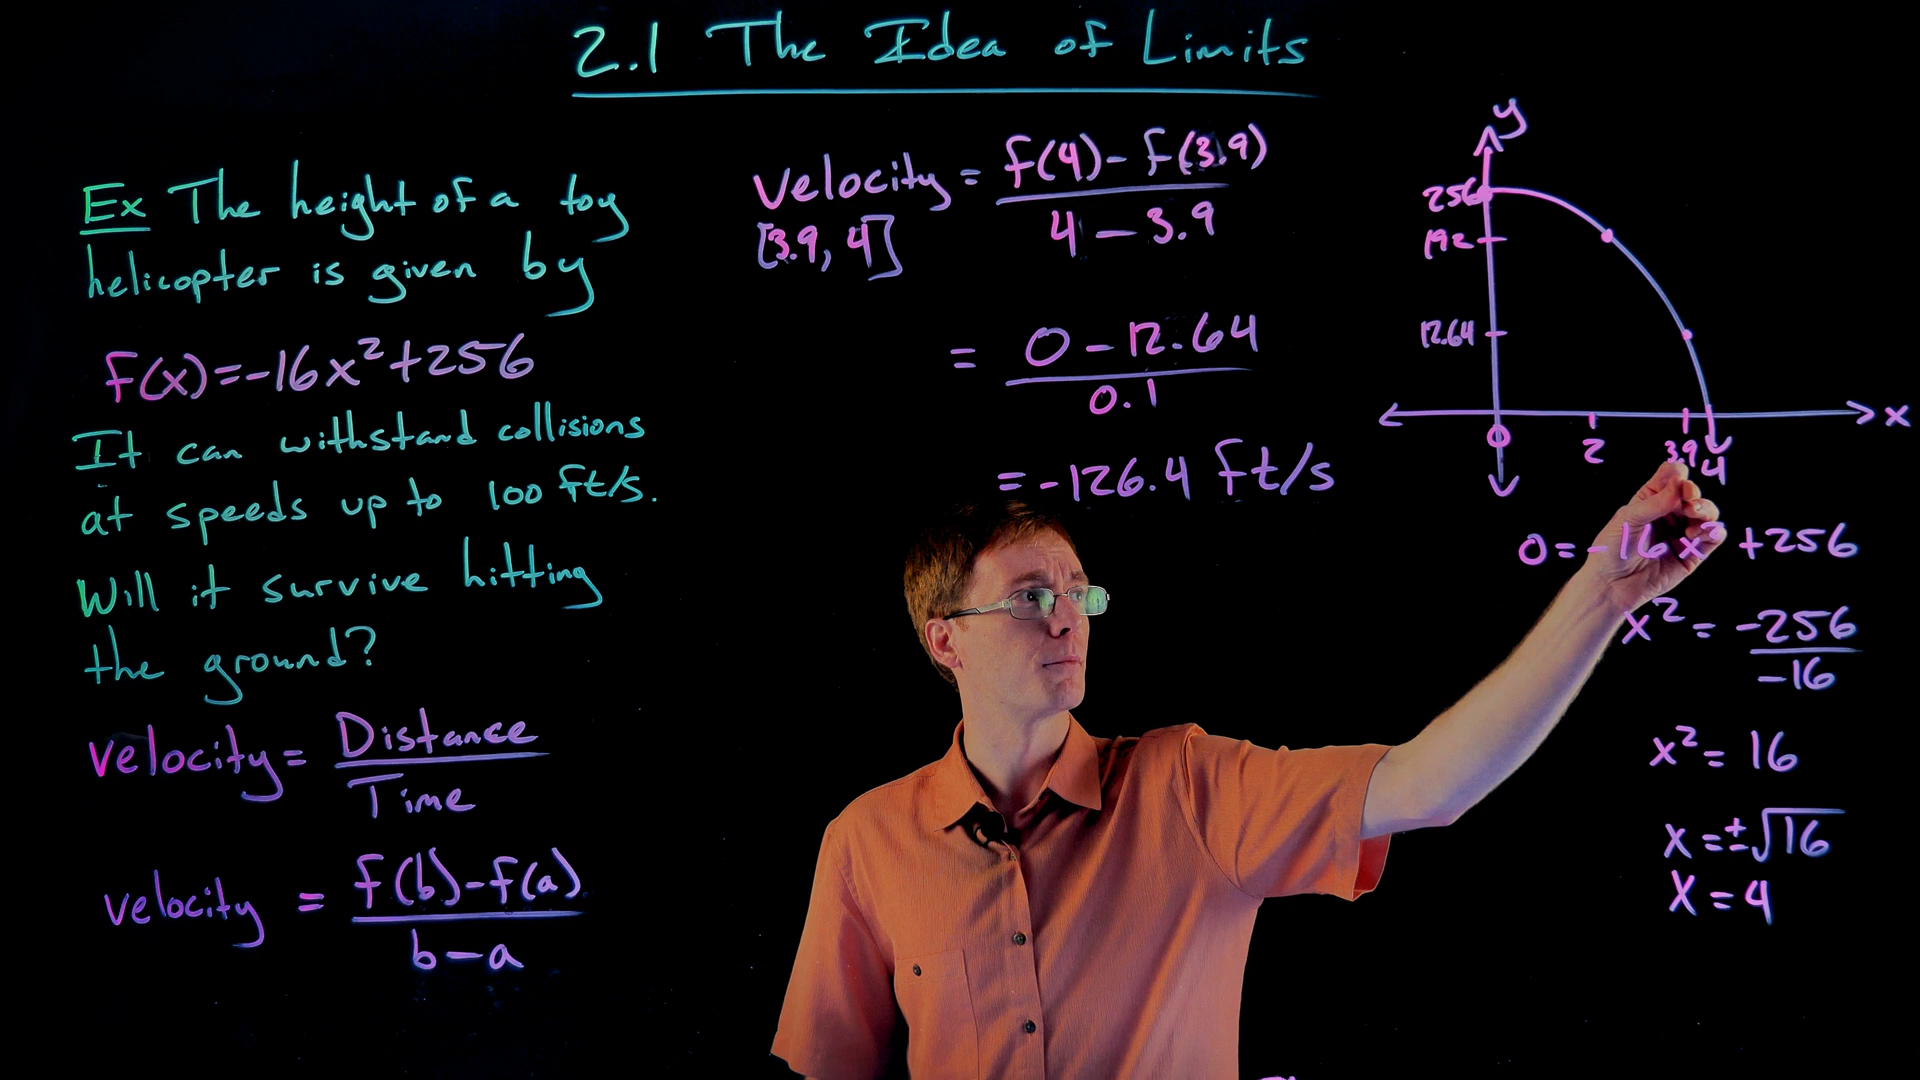 2.1 The Idea of Limits
Ex The height of a toy
helicopter is given by
f(x)=-16x²+256
It can withstand collisions
at speeds up to 100 ft/s.
Will it survive hitting
the ground?
velocity = Distance
Time
velocity = f(b)-f(a)
b-a
velocity = f(4)-f(3.9)
[3.9, 4]
4-3.9
= 0-12.64
0.1
= -126.4 ft/s
y
256
192
12.64
x
0
2
3.9
4
0=-16x²+256
x² = -256
-16
x² = 16
x=±√16
x=4